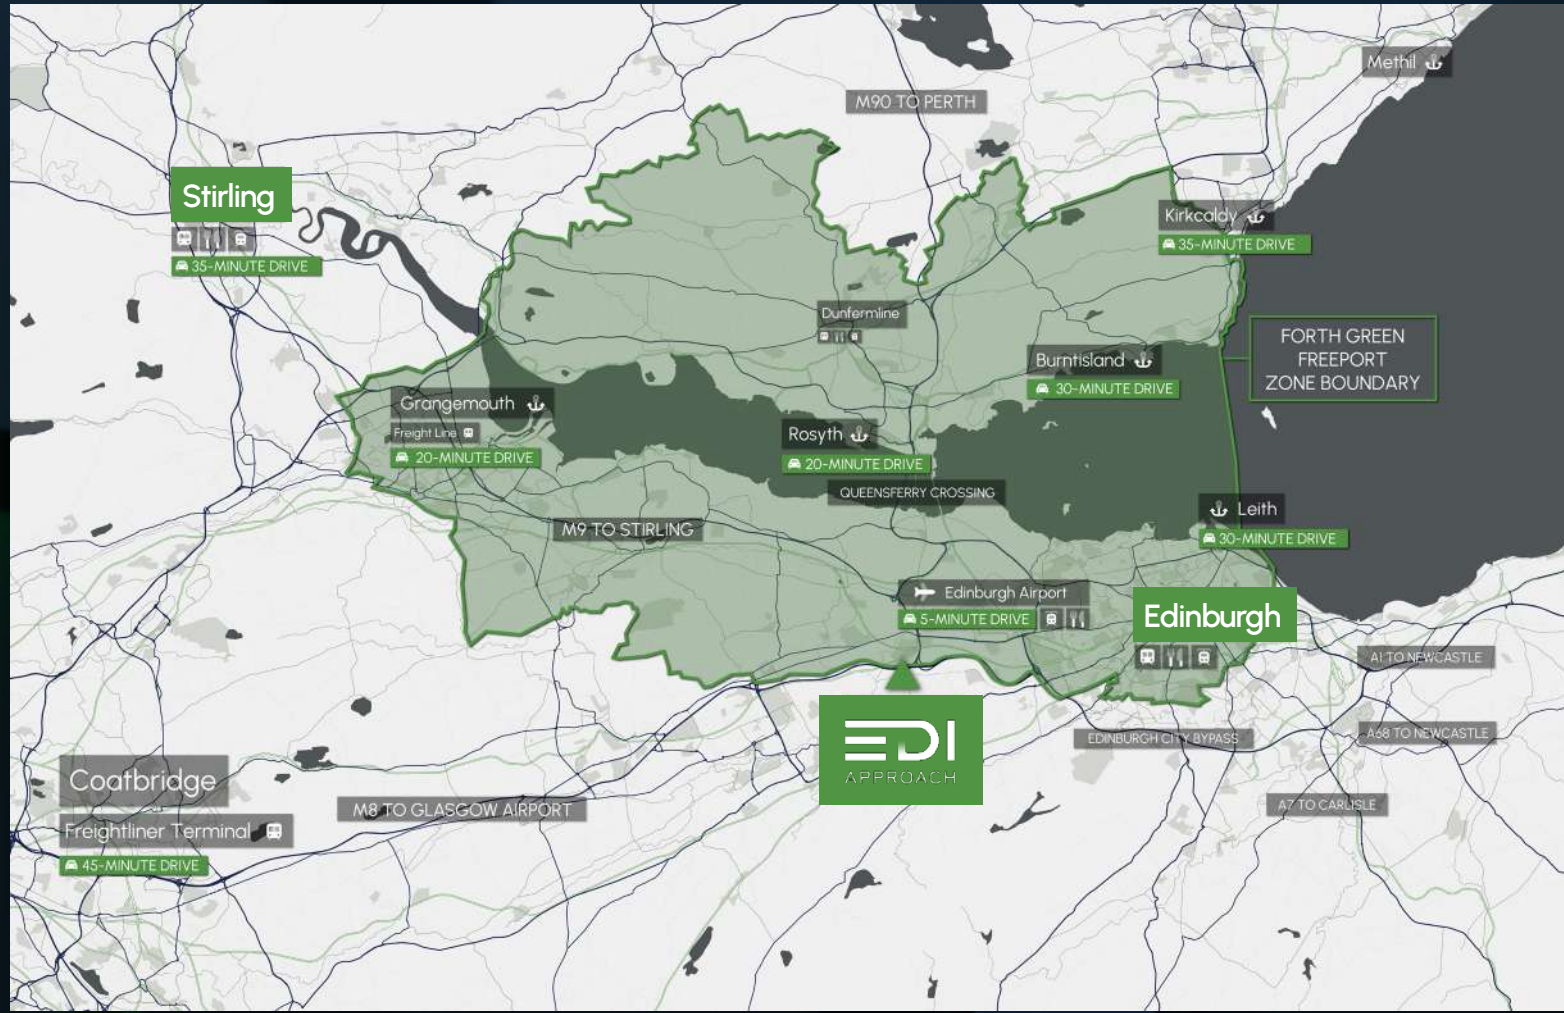 Methil
M90 TO PERTH
Stirling
35-MINUTE DRIVE
Kirkcaldy
35-MINUTE DRIVE
Dunfermline
FORTH GREEN
FREEPORT
ZONE BOUNDARY
Burntisland
30-MINUTE DRIVE
Grangemouth
Freight Line
20-MINUTE DRIVE
Rosyth
20-MINUTE DRIVE
QUEENSFERRY CROSSING
Leith
30-MINUTE DRIVE
M9 TO STIRLING
Edinburgh Airport
5-MINUTE DRIVE
Edinburgh
A1 TO NEWCASTLE
EDI
APPROACH
EDINBURGH CITY BYPASS
A68 TO NEWCASTLE
Coatbridge
Freightliner Terminal
45-MINUTE DRIVE
M8 TO GLASGOW AIRPORT
A7 TO CARLISLE